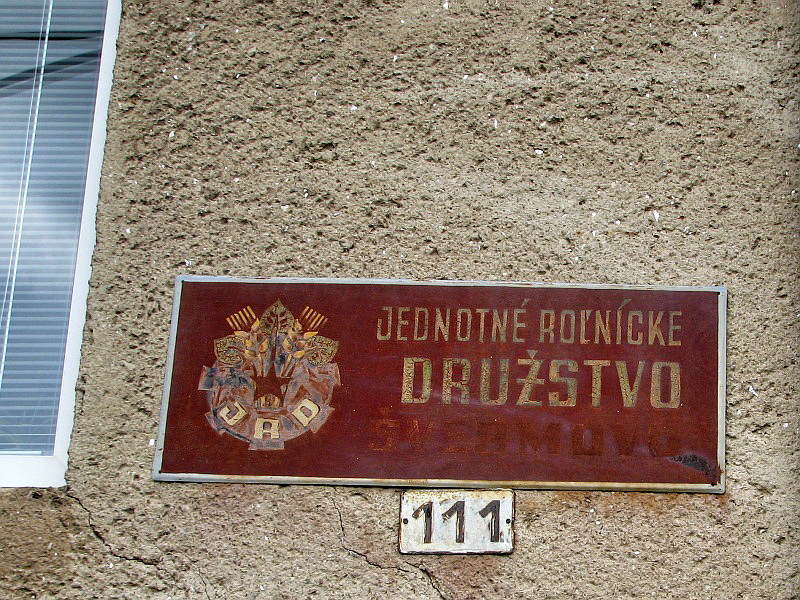 JEDNOTNÉ ROĽNÍCKE
DRUŽSTVO
ŠVERMOVO
JRD
111